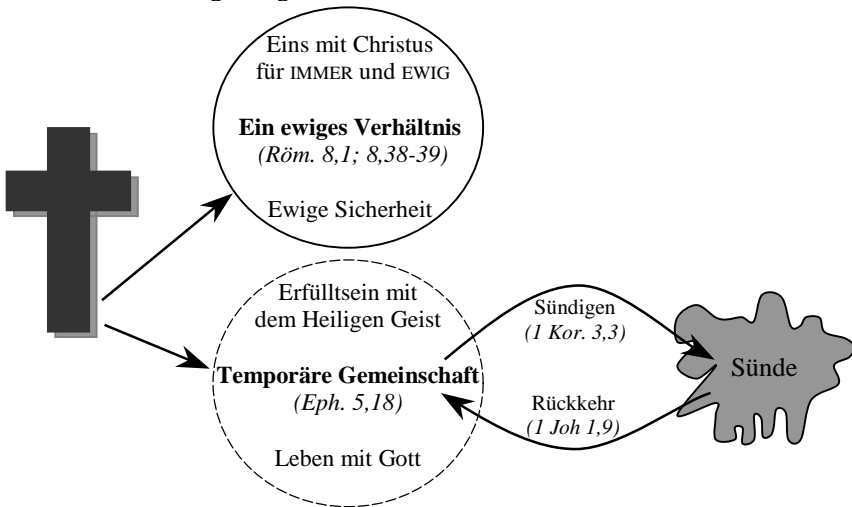 Eins mit Christus
für IMMER und EWIG
Ein ewiges Verhältnis
(Röm. 8,1; 8,38-39)
Ewige Sicherheit
Erfülltsein mit
dem Heiligen Geist
Temporäre Gemeinschaft
(Eph. 5,18)
Leben mit Gott
Sündigen
(1 Kor. 3,3)
Rückkehr
(1 Joh 1,9)
Sünde